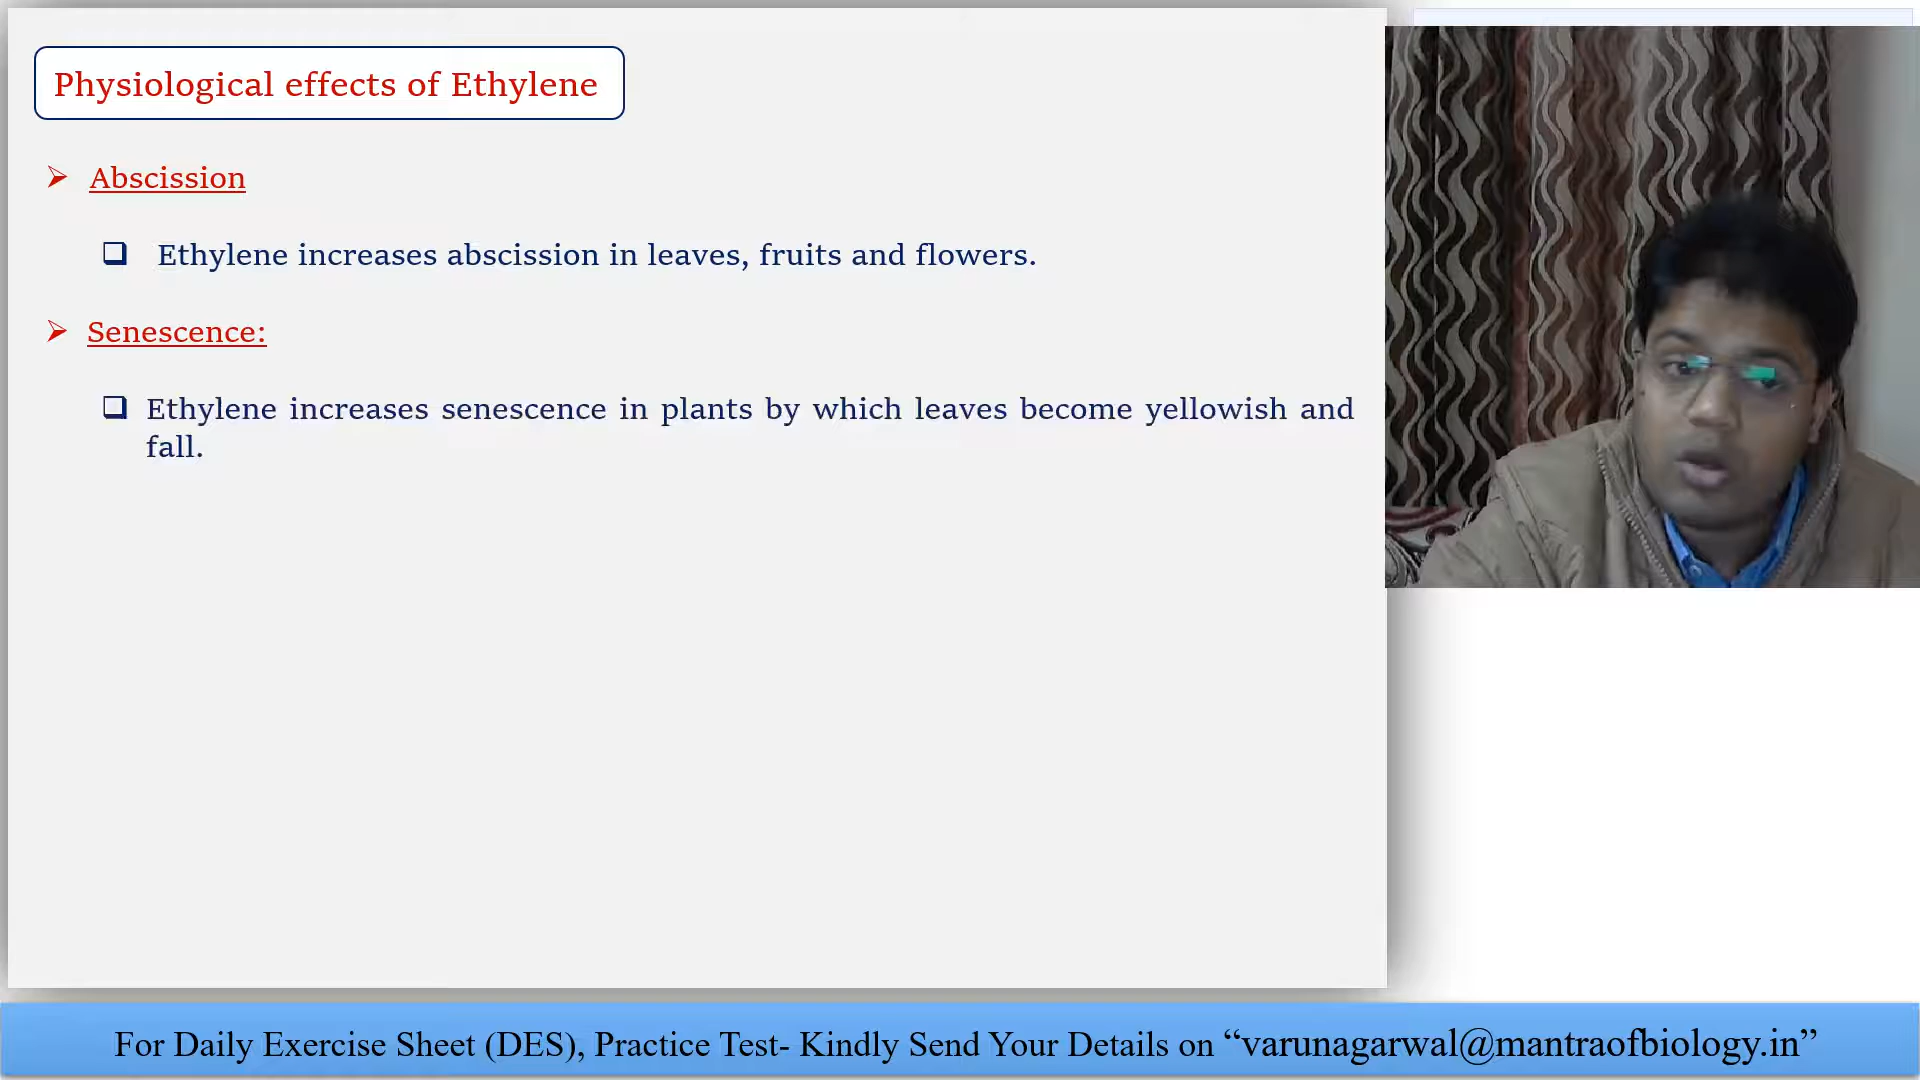 Physiological effects of Ethylene
Abscission
Ethylene increases abscission in leaves, fruits and flowers.
Senescence:
Ethylene increases senescence in plants by which leaves become yellowish and
fall.
For Daily Exercise Sheet (DES), Practice Test- Kindly Send Your Details on “varunagarwal@mantraofbiology.in”